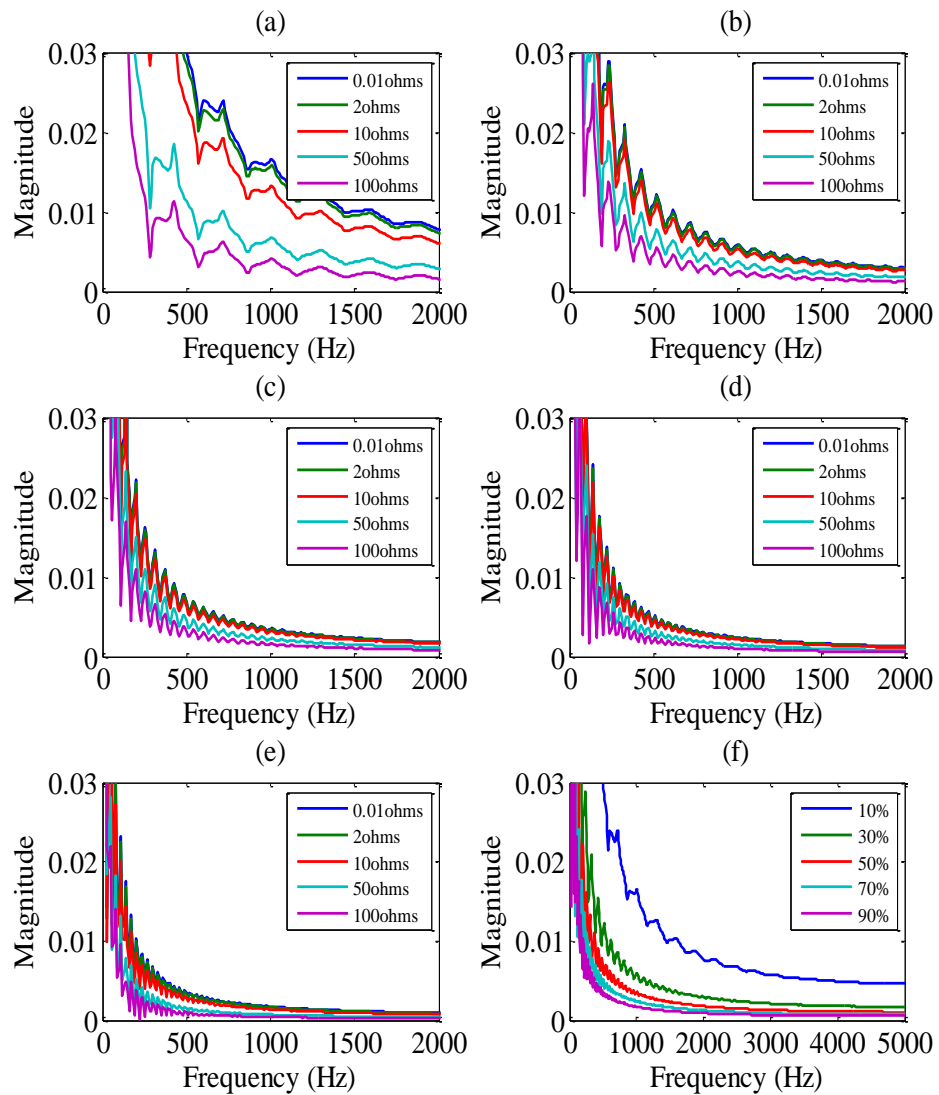 (a)
0.03
0.02
0.01
0
Magnitude
0.01ohms
2ohms
10ohms
50ohms
100ohms
0 500 1000 1500 2000
Frequency (Hz)
(b)
0.03
0.02
0.01
0
Magnitude
0.01ohms
2ohms
10ohms
50ohms
100ohms
0 500 1000 1500 2000
Frequency (Hz)
(c)
0.03
0.02
0.01
0
Magnitude
0.01ohms
2ohms
10ohms
50ohms
100ohms
0 500 1000 1500 2000
Frequency (Hz)
(d)
0.03
0.02
0.01
0
Magnitude
0.01ohms
2ohms
10ohms
50ohms
100ohms
0 500 1000 1500 2000
Frequency (Hz)
(e)
0.03
0.02
0.01
0
Magnitude
0.01ohms
2ohms
10ohms
50ohms
100ohms
0 500 1000 1500 2000
Frequency (Hz)
(f)
0.03
0.02
0.01
0
Magnitude
10%
30%
50%
70%
90%
0 1000 2000 3000 4000 5000
Frequency (Hz)